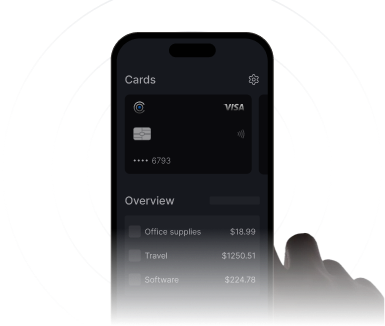 Cards
VISA
•••• 6793
Overview
Office supplies $18.99
Travel $1250.51
Software $224.78